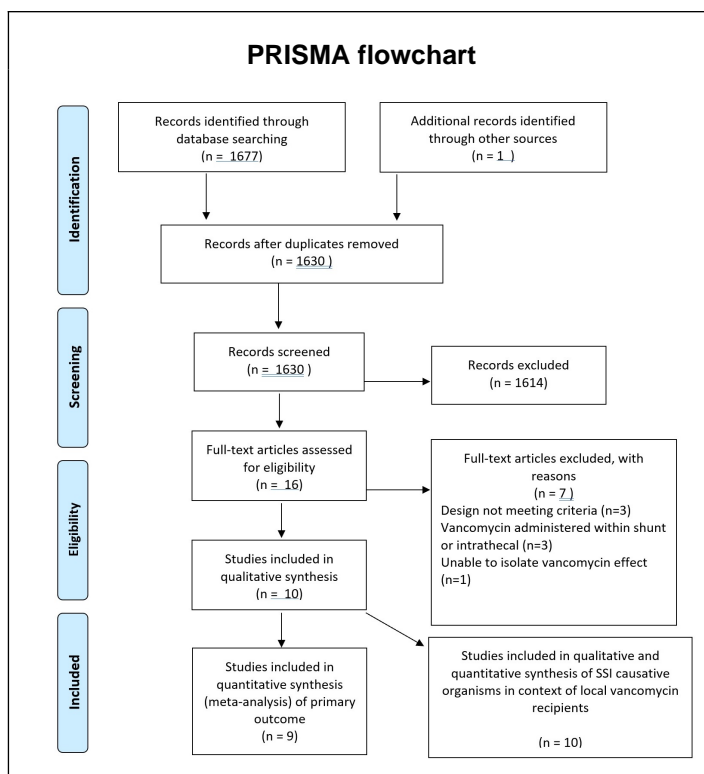 PRISMA flowchart
Identification
Records identified through
database searching
(n = 1677)
Additional records identified
through other sources
(n = 1 )
Records after duplicates removed
(n = 1630 )
Screening
Records screened
(n = 1630 )
Records excluded
(n = 1614)
Eligibility
Full-text articles assessed
for eligibility
(n = 16)
Full-text articles excluded, with
reasons
(n = 7 )
Design not meeting criteria (n=3)
Vancomycin administered within shunt
or intrathecal (n=3)
Unable to isolate vancomycin effect
(n=1)
Studies included in
qualitative synthesis
(n = 10)
Included
Studies included in
quantitative synthesis
(meta-analysis) of primary
outcome
(n = 9)
Studies included in qualitative and
quantitative synthesis of SSI causative
organisms in context of local vancomycin
recipients
(n = 10)